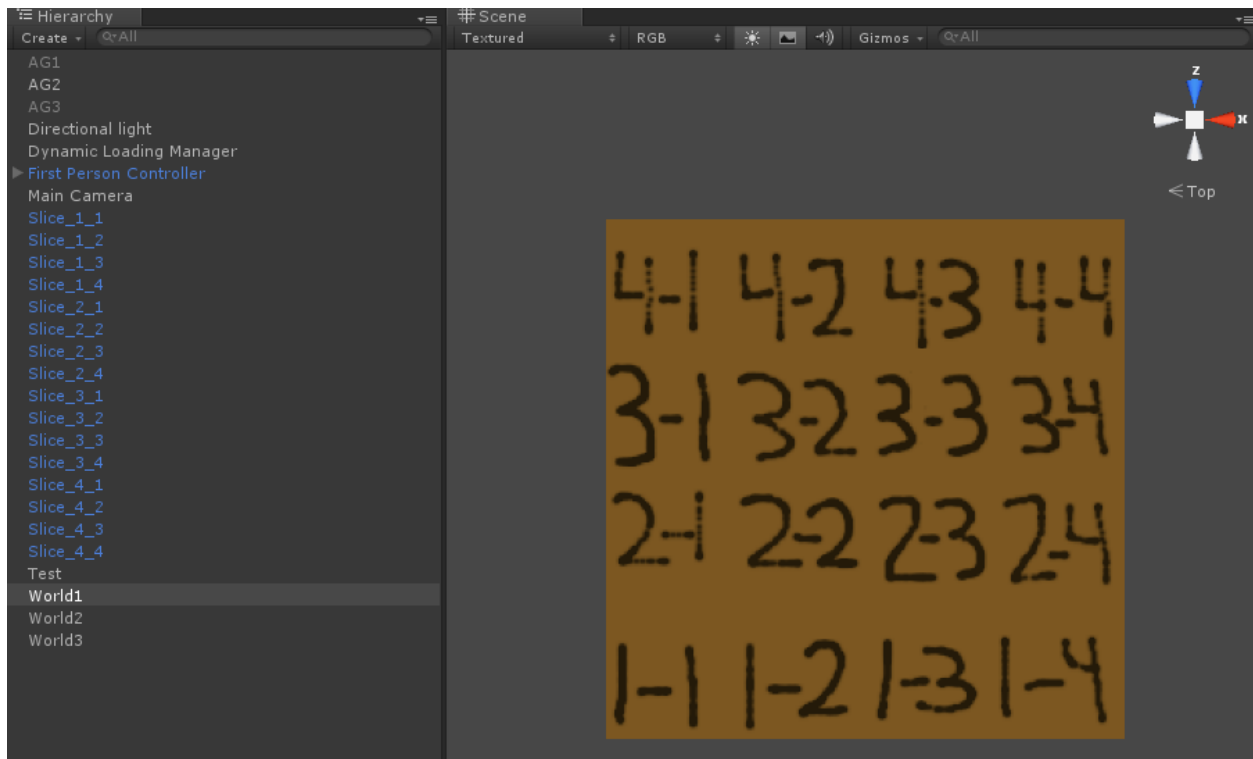 Hierarchy
Create All
AG1
AG2
AG3
Directional light
Dynamic Loading Manager
First Person Controller
Main Camera
Slice_1_1
Slice_1_2
Slice_1_3
Slice_1_4
Slice_2_1
Slice_2_2
Slice_2_3
Slice_2_4
Slice_3_1
Slice_3_2
Slice_3_3
Slice_3_4
Slice_4_1
Slice_4_2
Slice_4_3
Slice_4_4
Test
World1
World2
World3
Scene
Textured RGB Gizmos All
z
x
Top
4-1 4-2 4-3 4-4
3-1 3-2 3-3 3-4
2-1 2-2 2-3 2-4
1-1 1-2 1-3 1-4